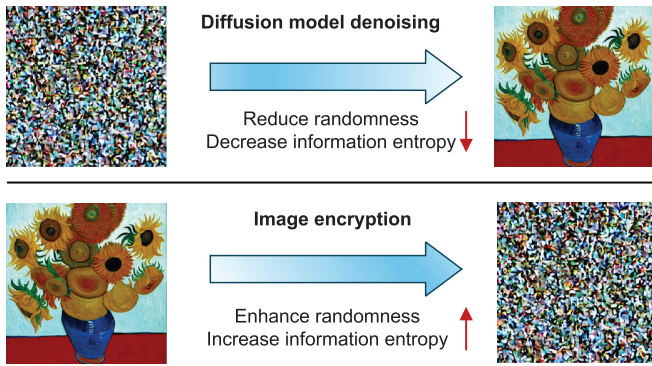 Diffusion model denoising
Reduce randomness
Decrease information entropy
Image encryption
Enhance randomness
Increase information entropy